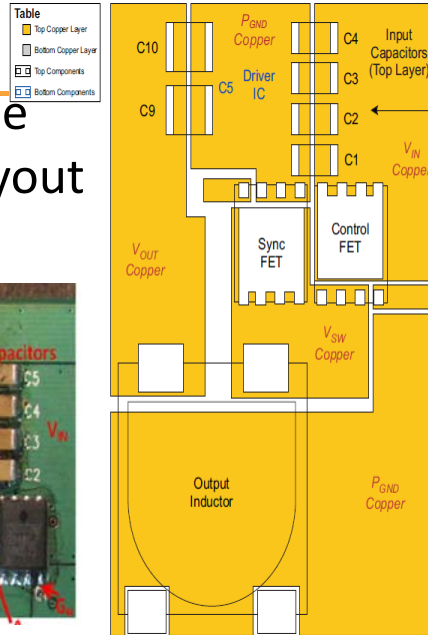 Table
Top Copper Layer
Bottom Copper Layer
Top Components
Bottom Components
e
yout
C10
C9
PGND
Copper
C5
Driver
IC
C4
C3
C2
C1
Input
Capacitors
(Top Layer)
VIN
Copper
Sync
FET
Control
FET
VOUT
Copper
VSW
Copper
Output
Inductor
PGND
Copper
pacitors
C5
C4
C3
C2
VIN